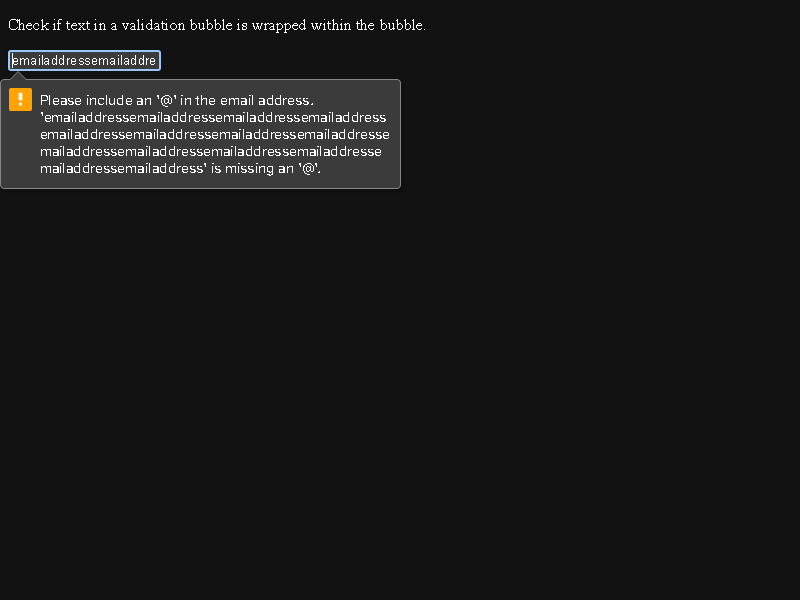 Check if text in a validation bubble is wrapped within the bubble.
emailaddressemailaddre
Please include an '@' in the email address.
'emailaddressemailaddressemailaddressemailaddress
emailaddressemailaddressemailaddressemailaddresse
mailaddressemailaddressemailaddressemailaddresse
mailaddressemailaddress' is missing an '@'.